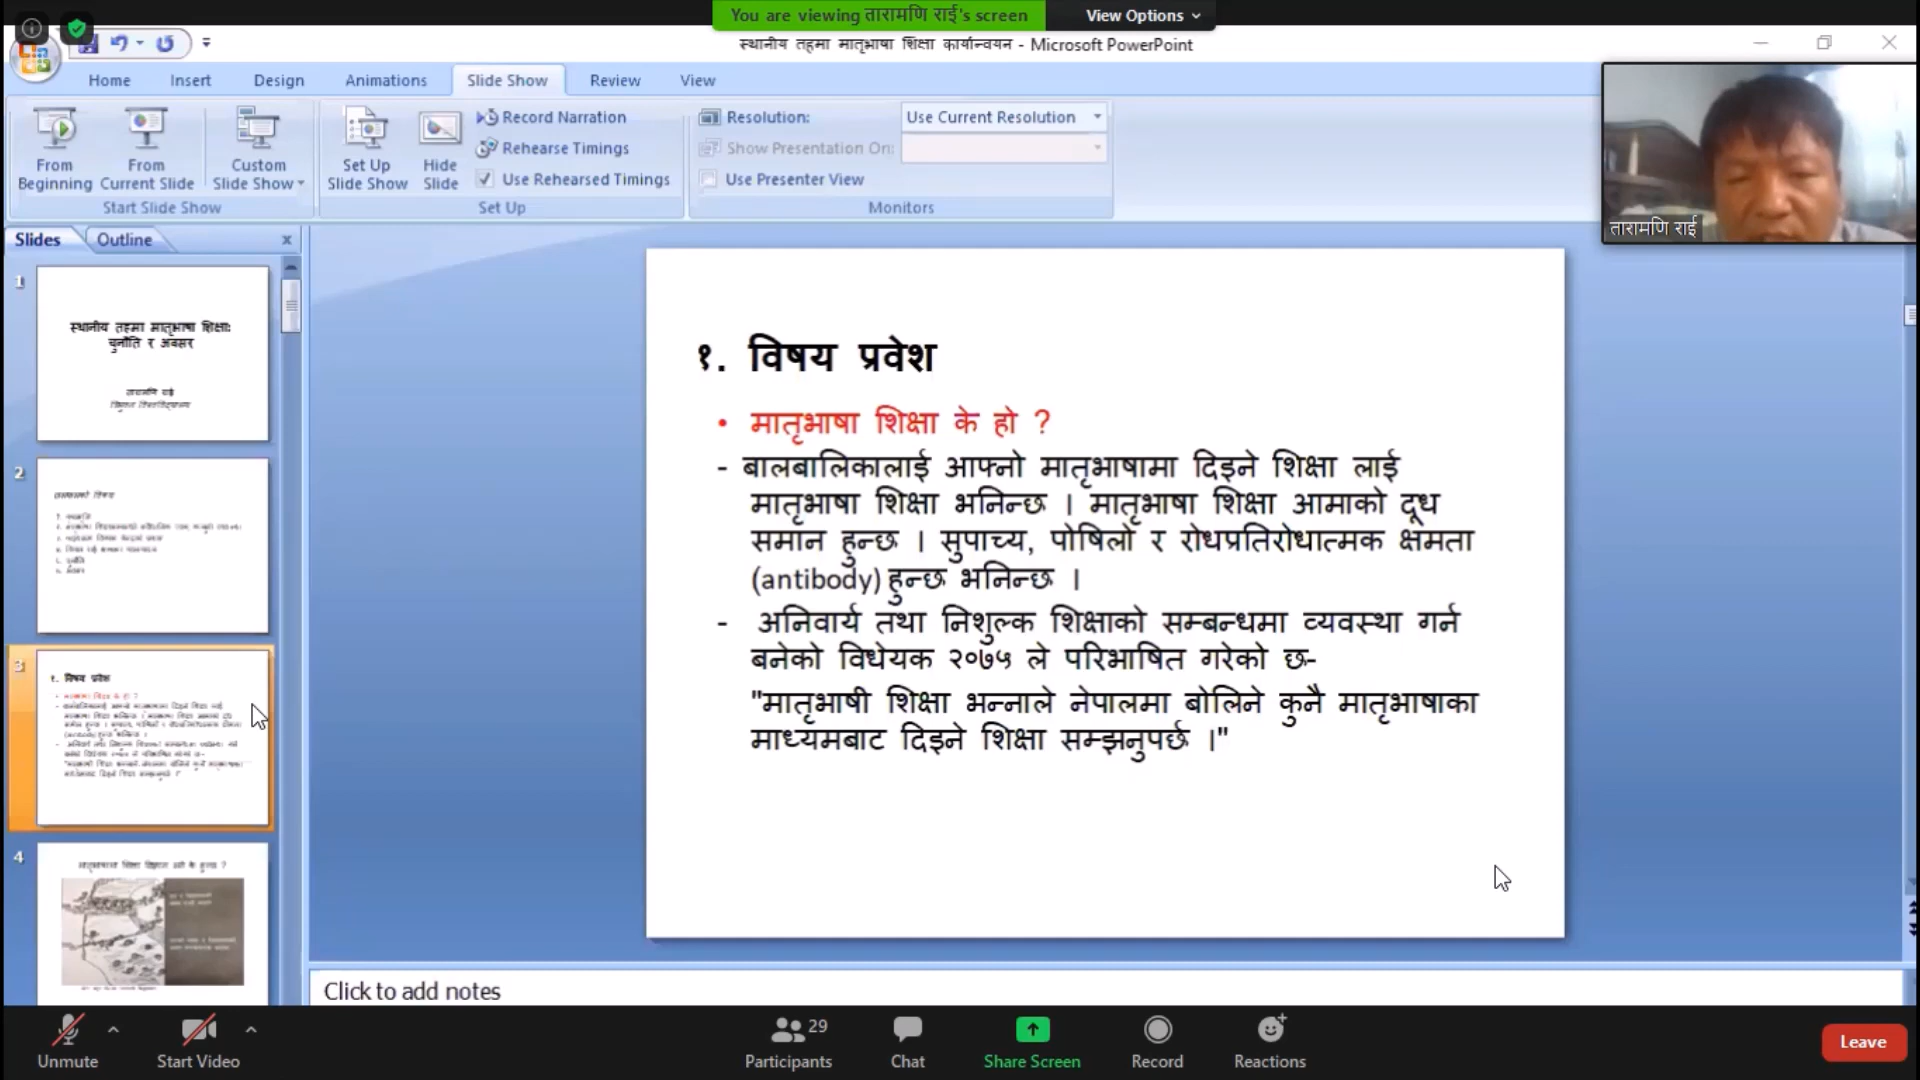 You are viewing तारामणि राई's screen
View Options
स्थानीय तहमा मातृभाषा शिक्षा कार्यान्वयन - Microsoft PowerPoint
Home Insert Design Animations Slide Show Review View
From Beginning
From Current Slide
Custom Slide Show
Start Slide Show
Set Up Slide Show
Hide Slide
Record Narration
Rehearse Timings
Use Rehearsed Timings
Set Up
Resolution: Use Current Resolution
Show Presentation On:
Use Presenter View
Monitors
तारामणि राई
Slides Outline
1
स्थानीय तहमा मातृभाषा शिक्षा:
चुनौति र अवसर
तारामणि राई
2
3
4
१. विषय प्रवेश
• मातृभाषा शिक्षा के हो ?
- बालबालिकालाई आफ्नो मातृभाषामा दिइने शिक्षा लाई
मातृभाषा शिक्षा भनिन्छ । मातृभाषा शिक्षा आमाको दूध
समान हुन्छ । सुपाच्य, पोषिलो र रोधप्रतिरोधात्मक क्षमता
(antibody) हुन्छ भनिन्छ ।
- अनिवार्य तथा निशुल्क शिक्षाको सम्बन्धमा व्यवस्था गर्न
बनेको विधेयक २०७५ ले परिभाषित गरेको छ-
"मातृभाषी शिक्षा भन्नाले नेपालमा बोलिने कुनै मातृभाषाका
माध्यमबाट दिइने शिक्षा सम्झनुपर्छ ।"
Click to add notes
Unmute
Start Video
29
Participants
Chat
Share Screen
Record
Reactions
Leave